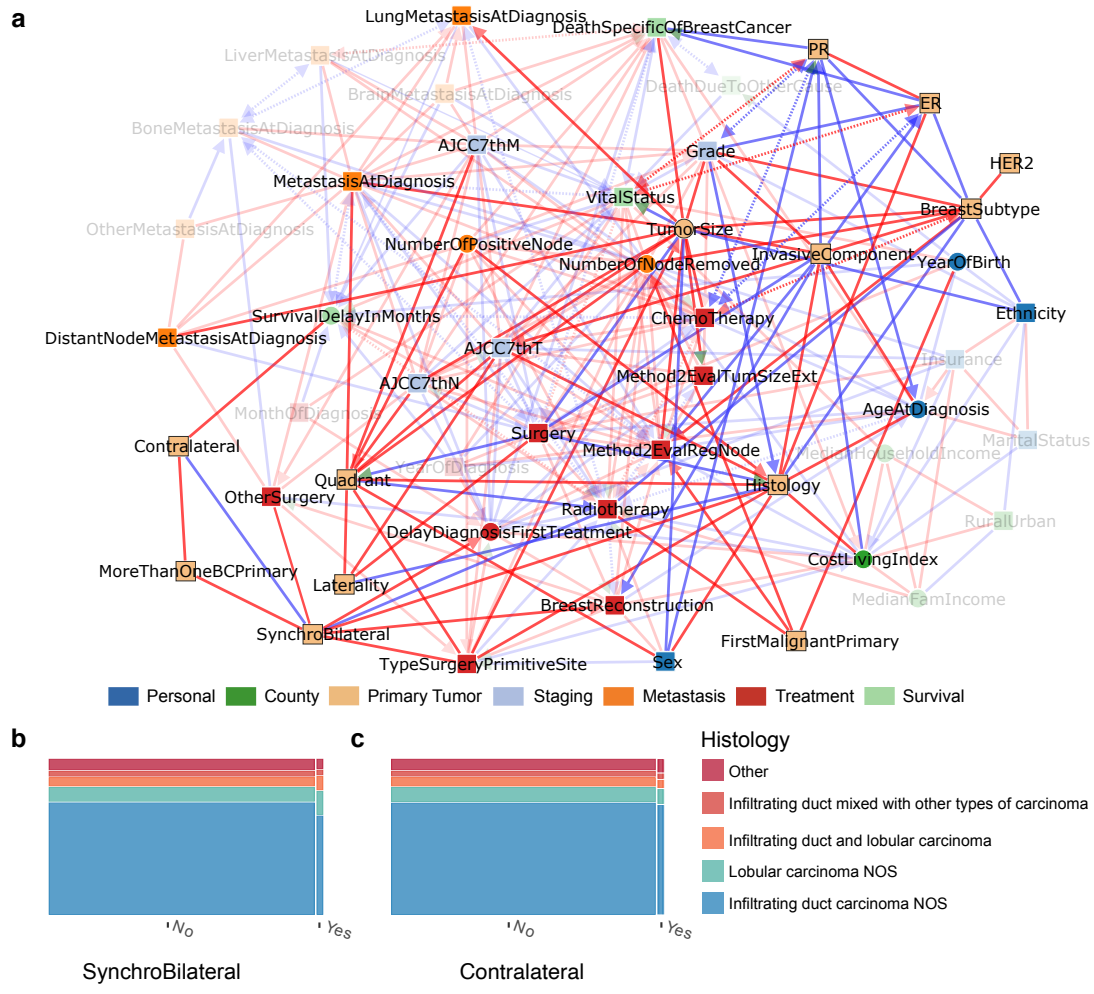 a
LungMetastasisAtDiagnosis
DeathSpecificOfBreastCancer
PR
LiverMetastasisAtDiagnosis
DeathDueToOtherCause
BrainMetastasisAtDiagnosis
ER
BoneMetastasisAtDiagnosis
AJCC7thM
Grade
HER2
MetastasisAtDiagnosis
VitalStatus
BreastSubtype
OtherMetastasisAtDiagnosis
TumorSize
NumberOfPositiveNode
InvasiveComponent
NumberOfNodeRemoved
YearOfBirth
SurvivalDelayInMonths
ChemoTherapy
Ethnicity
DistantNodeMetastasisAtDiagnosis
AJCC7thT
Insurance
AJCC7thN
Method2EvalTumSizeExt
MonthOfDiagnosis
AgeAtDiagnosis
Surgery
MaritalStatus
Contralateral
Method2EvalRegNode
MedianHouseholdIncome
YearOfDiagnosis
Quadrant
Histology
OtherSurgery
Radiotherapy
RuralUrban
DelayDiagnosisFirstTreatment
CostLivingIndex
MoreThanOneBCPrimary
Laterality
MedianFamIncome
BreastReconstruction
SynchroBilateral
FirstMalignantPrimary
TypeSurgeryPrimitiveSite
Sex
Personal County Primary Tumor Staging Metastasis Treatment Survival
b
c
Histology
Other
Infiltrating duct mixed with other types of carcinoma
Infiltrating duct and lobular carcinoma
Lobular carcinoma NOS
Infiltrating duct carcinoma NOS
No Yes
No Yes
SynchroBilateral
Contralateral